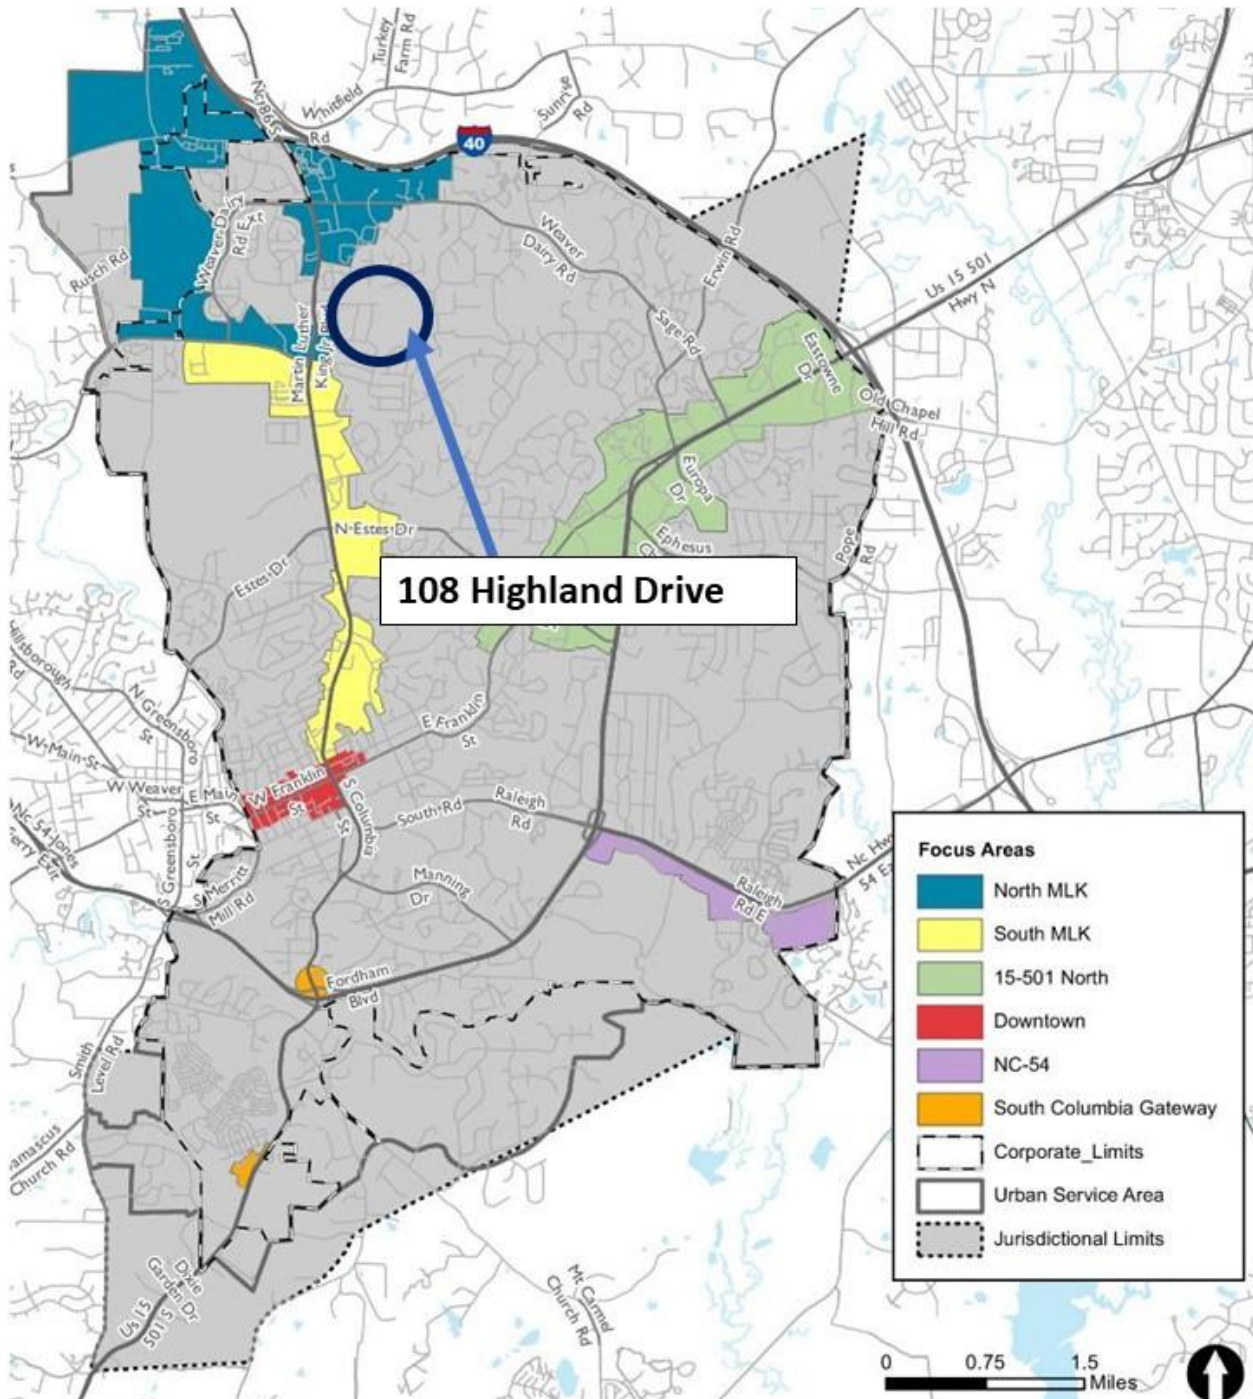 Turkey
Farm Rd
Whitfield
Rd
Sunrise
Rd
NC 86 S
40
Weaver Dairy
Rd Ext
Weaver
Dairy Rd
Erwin Rd
Us 15 501
Hwy N
Rusch Rd
Sage Rd
Martin Luther
King Jr
Eastowne
Dr
Old Chapel
Hill Rd
Europa
Dr
N Estes Dr
Ephesus
Pope
Rd
Estes Dr
108 Highland Drive
Hillsborough
Rd
N Greensboro
St
E Franklin
St
W Main St
W Weaver
St
E Main
St
W Franklin
St
S Columbia
St
South Rd
Raleigh
Rd
Nc 54 Jones
Ferry Exit
S Greensboro
St
S Merritt
Mill Rd
Manning
Dr
Raleigh
Rd E
Nc Hwy
54 E
Fordham
Blvd
Smith
Level Rd
Damascus
Church Rd
Dixie
Garden Dr
Us 15
501 S
Mt Carmel
Church Rd
Focus Areas
North MLK
South MLK
15-501 North
Downtown
NC-54
South Columbia Gateway
Corporate_Limits
Urban Service Area
Jurisdictional Limits
0 0.75 1.5
Miles